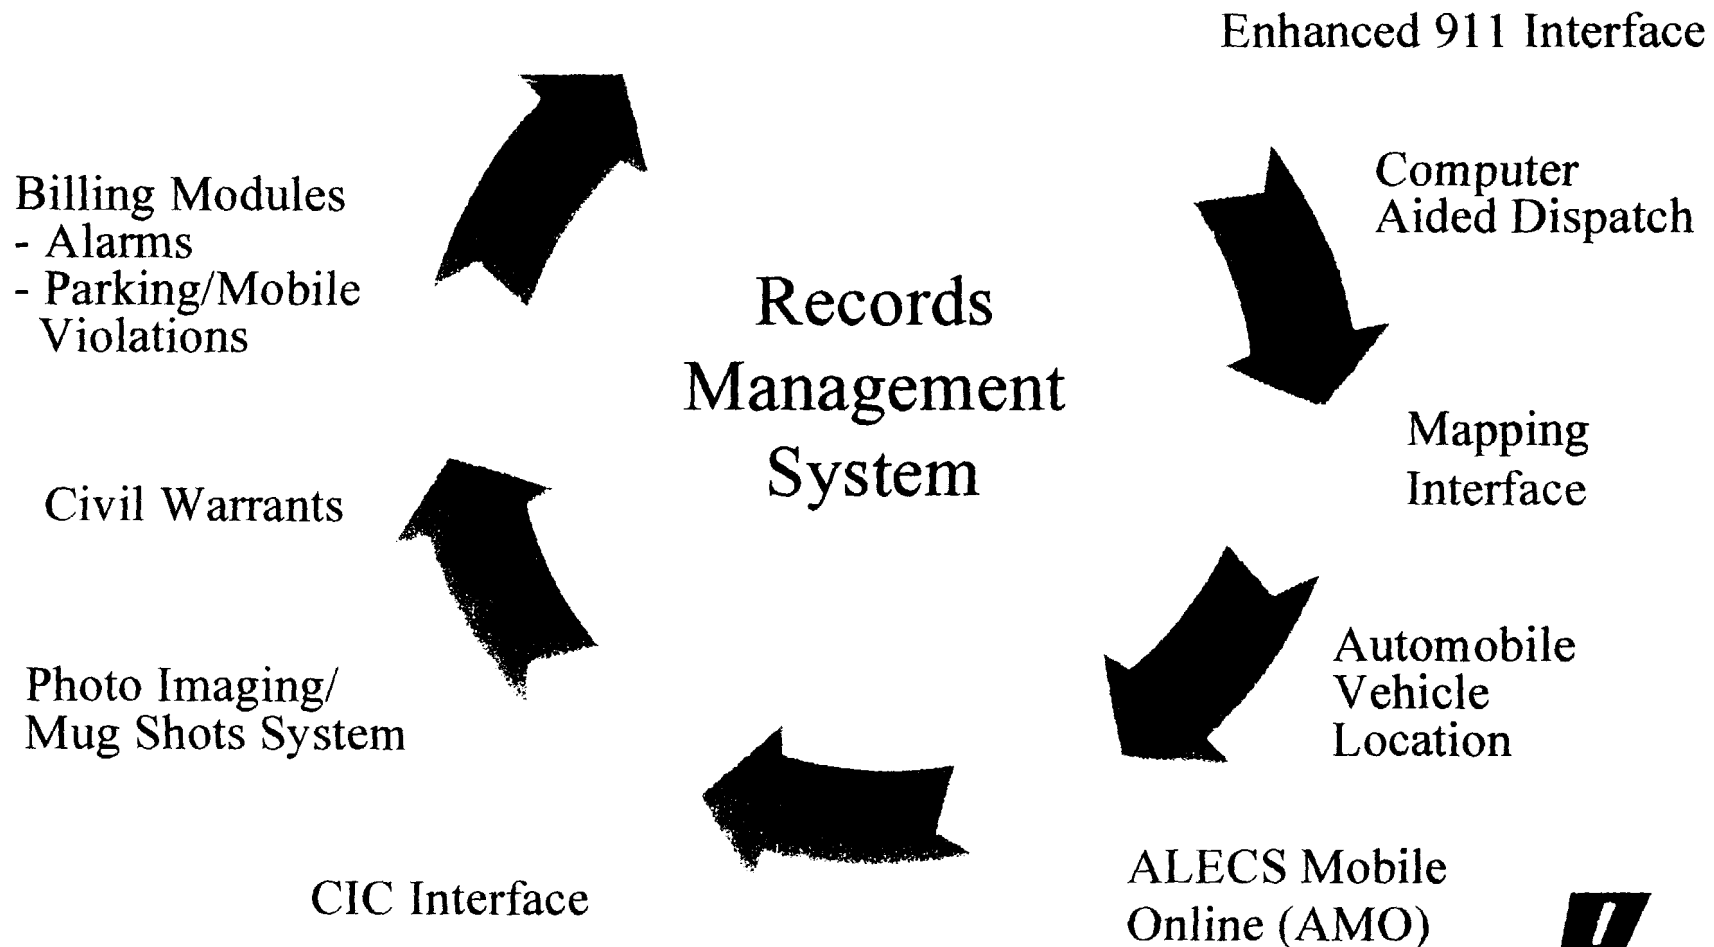 Enhanced 911 Interface
Computer
Aided Dispatch
Mapping
Interface
Automobile
Vehicle
Location
ALECS Mobile
Online (AMO)
CIC Interface
Photo Imaging/
Mug Shots System
Civil Warrants
Billing Modules
- Alarms
- Parking/Mobile
Violations
Records
Management
System